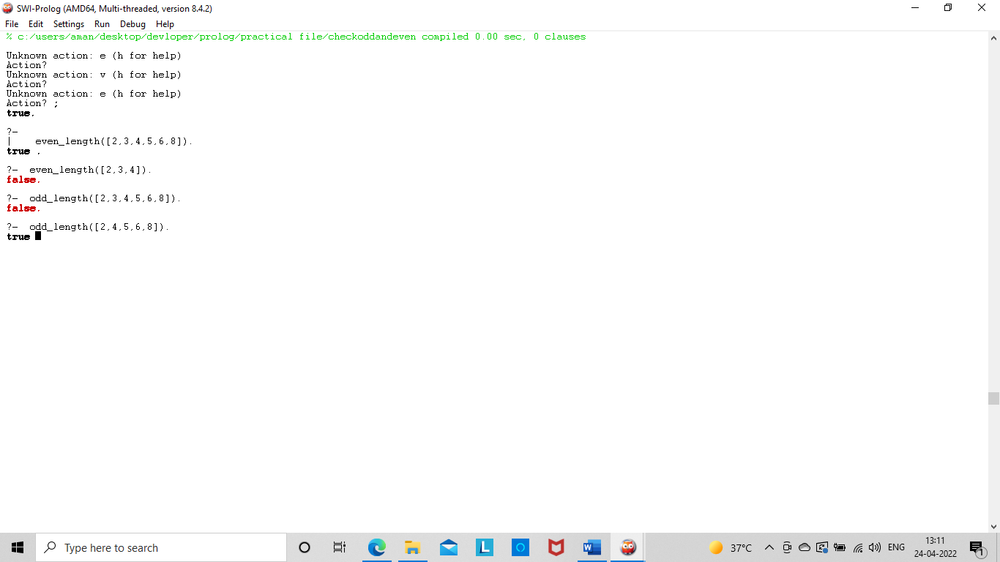 SWI-Prolog (AMD64, Multi-threaded, version 8.4.2)
File Edit Settings Run Debug Help
% c:/users/aman/desktop/devloper/prolog/practical file/checkoddandeven compiled 0.00 sec, 0 clauses
Unknown action: e (h for help)
Action?
Unknown action: v (h for help)
Action?
Unknown action: e (h for help)
Action? ;
true.
?-
|    even_length([2,3,4,5,6,8]).
true .
?-  even_length([2,3,4]).
false.
?-  odd_length([2,3,4,5,6,8]).
false.
?-  odd_length([2,4,5,6,8]).
true
Type here to search
L
W
37°C
ENG
13:11
24-04-2022
1